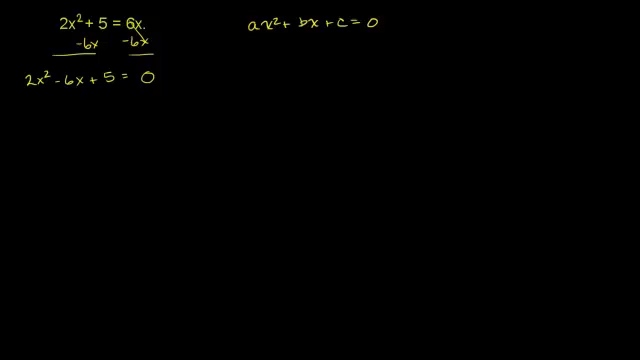 2x² + 5 = 6x.
-6x -6x
2x² - 6x + 5 = 0
ax² + bx + c = 0